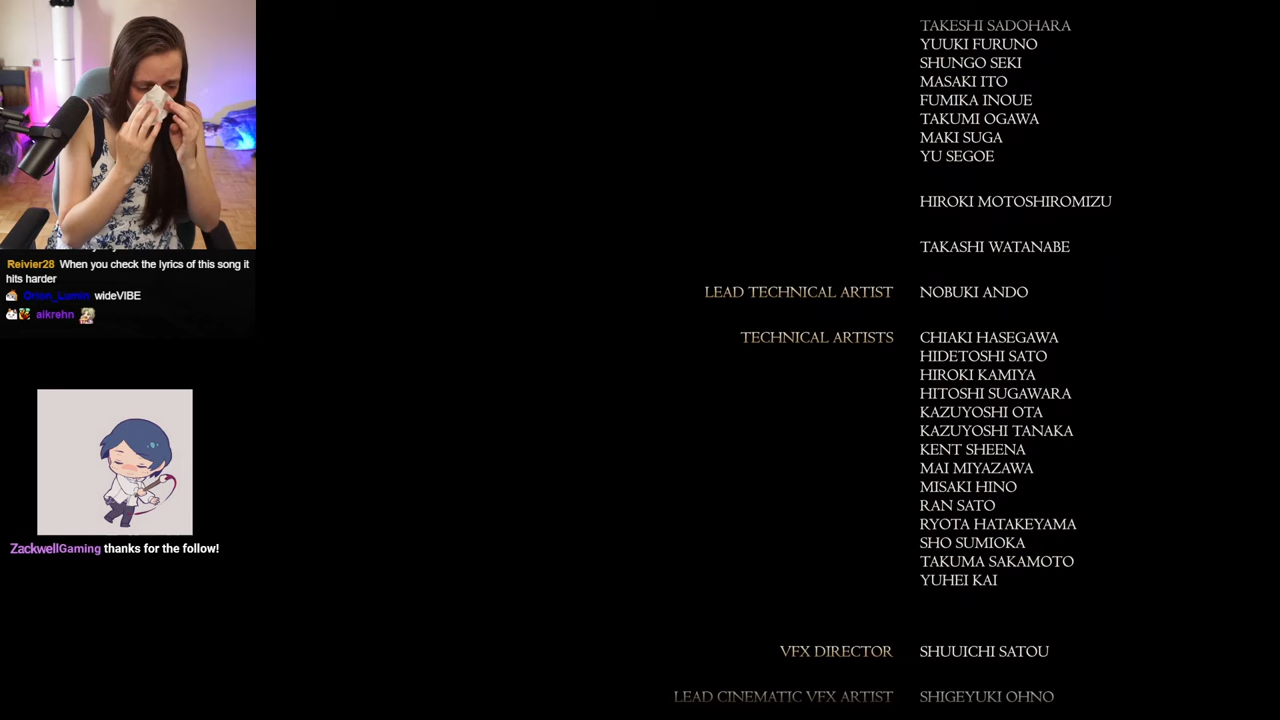 Reivier28 When you check the lyrics of this song it
hits harder
Orion_Lumin wideVIBE
aikrehn
ZackwellGaming thanks for the follow!
TAKESHI SADOHARA
YUUKI FURUNO
SHUNGO SEKI
MASAKI ITO
FUMIKA INOUE
TAKUMI OGAWA
MAKI SUGA
YU SEGOE
HIROKI MOTOSHIROMIZU
TAKASHI WATANABE
LEAD TECHNICAL ARTIST NOBUKI ANDO
TECHNICAL ARTISTS CHIAKI HASEGAWA
HIDETOSHI SATO
HIROKI KAMIYA
HITOSHI SUGAWARA
KAZUYOSHI OTA
KAZUYOSHI TANAKA
KENT SHEENA
MAI MIYAZAWA
MISAKI HINO
RAN SATO
RYOTA HATAKEYAMA
SHO SUMIOKA
TAKUMA SAKAMOTO
YUHEI KAI
VFX DIRECTOR SHUUICHI SATOU
LEAD CINEMATIC VFX ARTIST SHIGEYUKI OHNO